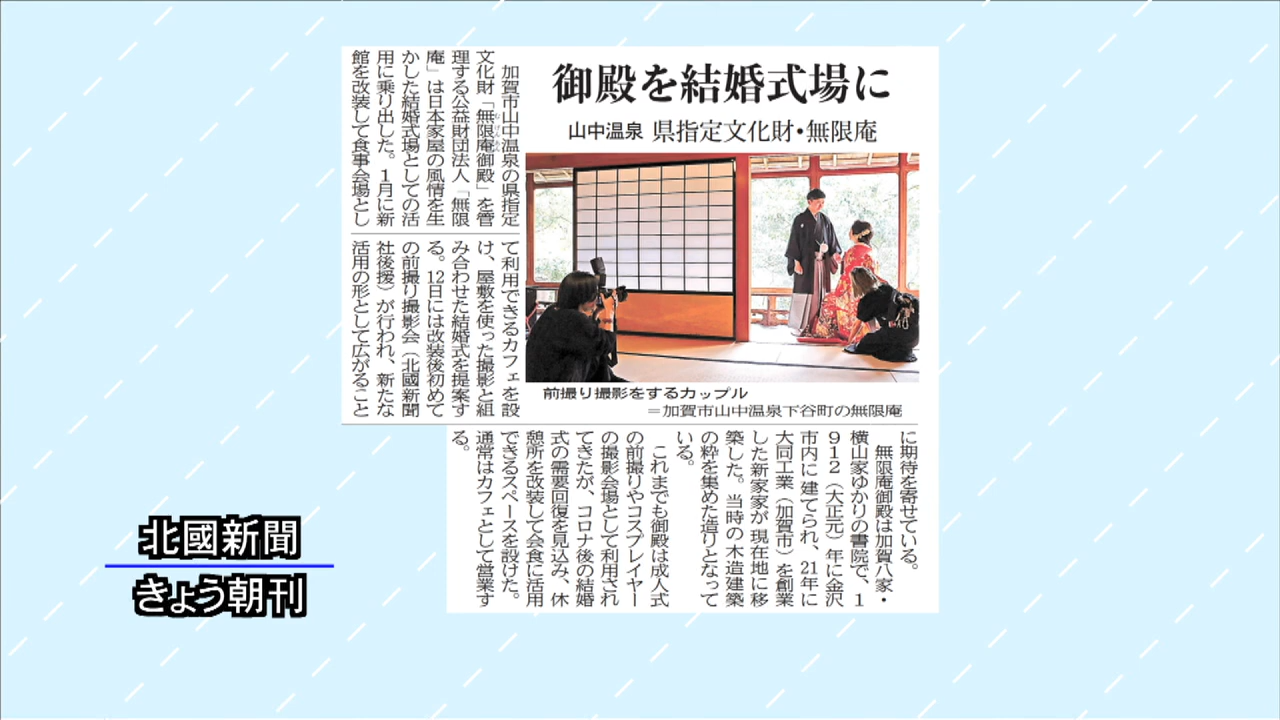 御殿を結婚式場に
山中温泉 県指定文化財・無限庵
加賀市山中温泉の県指定
文化財「無限庵御殿」を管
理する公益財団法人「無限
庵」は日本家屋の風情を生
かした結婚式場としての活
用に乗り出した。1月に新
館を改装して食事会場とし
て利用できるカフェを設
け、屋敷を使った撮影と組
み合わせた結婚式を提案す
る。12日には改装後初めて
の前撮り撮影会（北國新聞
社後援）が行われ、新たな
活用の形として広がること
前撮り撮影をするカップル
＝加賀市山中温泉下谷町の無限庵
に期待を寄せている。
無限庵御殿は加賀八家・
横山家ゆかりの書院で、1
912（大正元）年に金沢
市内に建てられ、21年に
大同工業（加賀市）を創業
した新家家が現在地に移
築した。当時の木造建築
の粋を集めた造りとなって
いる。
これまでも御殿は成人式
の前撮りやコスプレイヤー
の撮影会場として利用され
てきたが、コロナ後の結婚
式の需要回復を見込み、休
憩所を改装して会食に活用
できるスペースを設けた。
通常はカフェとして営業す
る。
北國新聞
きょう朝刊